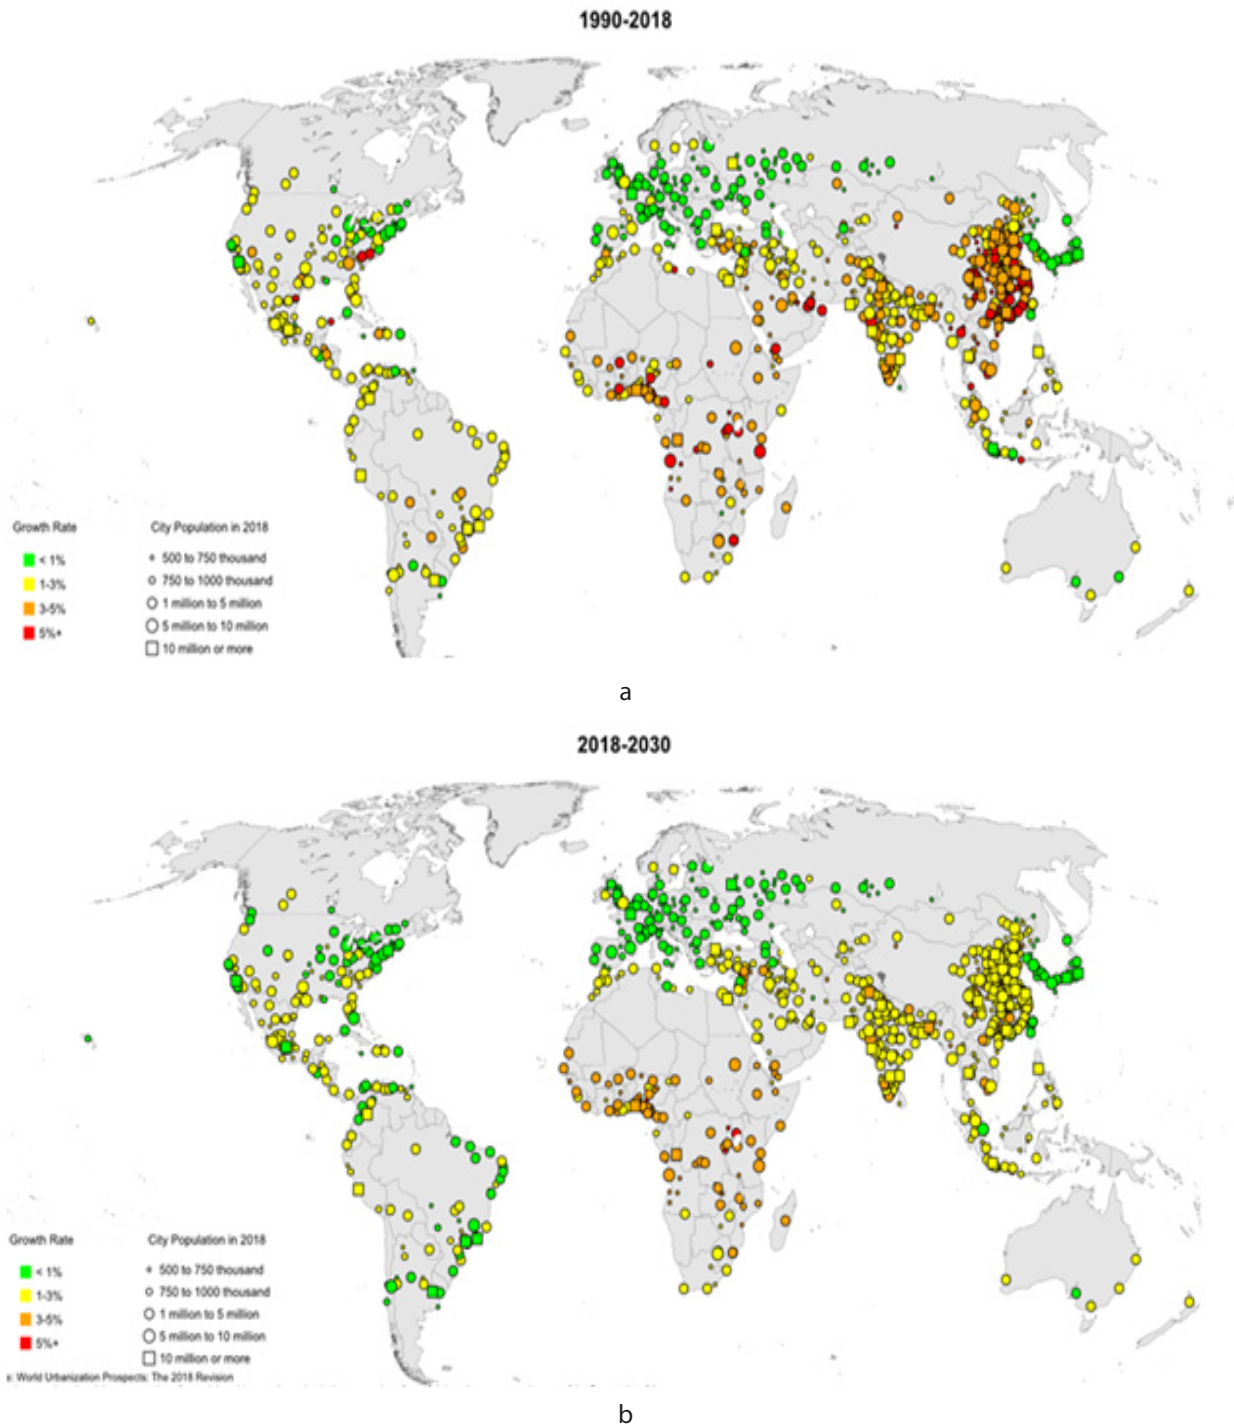 1990-2018
Growth Rate
< 1%
1-3%
3-5%
5%+
City Population in 2018
500 to 750 thousand
750 to 1000 thousand
1 million to 5 million
5 million to 10 million
10 million or more
a
2018-2030
Growth Rate
< 1%
1-3%
3-5%
5%+
City Population in 2018
500 to 750 thousand
750 to 1000 thousand
1 million to 5 million
5 million to 10 million
10 million or more
: World Urbanization Prospects: The 2018 Revision
b